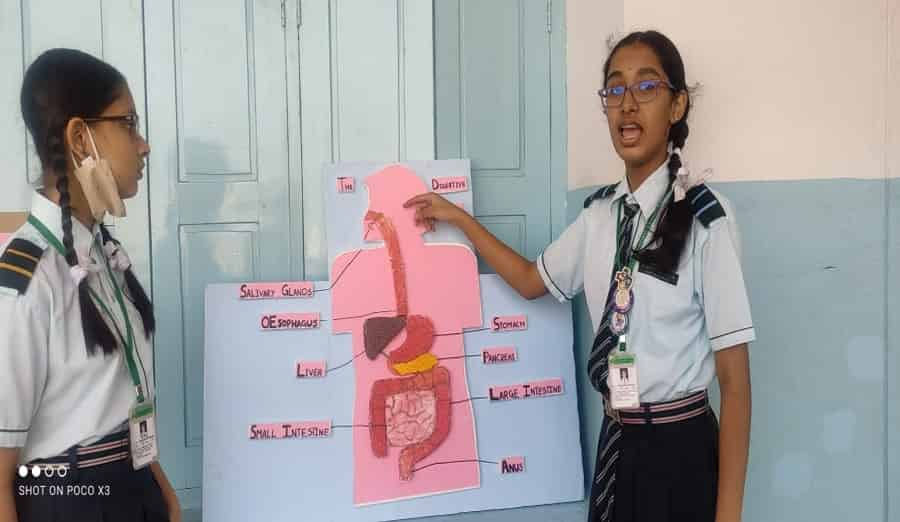 The Digestive
Salivary Glands
OEsophagus
Liver
Stomach
Pancreas
Large Intestine
Small Intestine
Anus
SHOT ON POCO X3